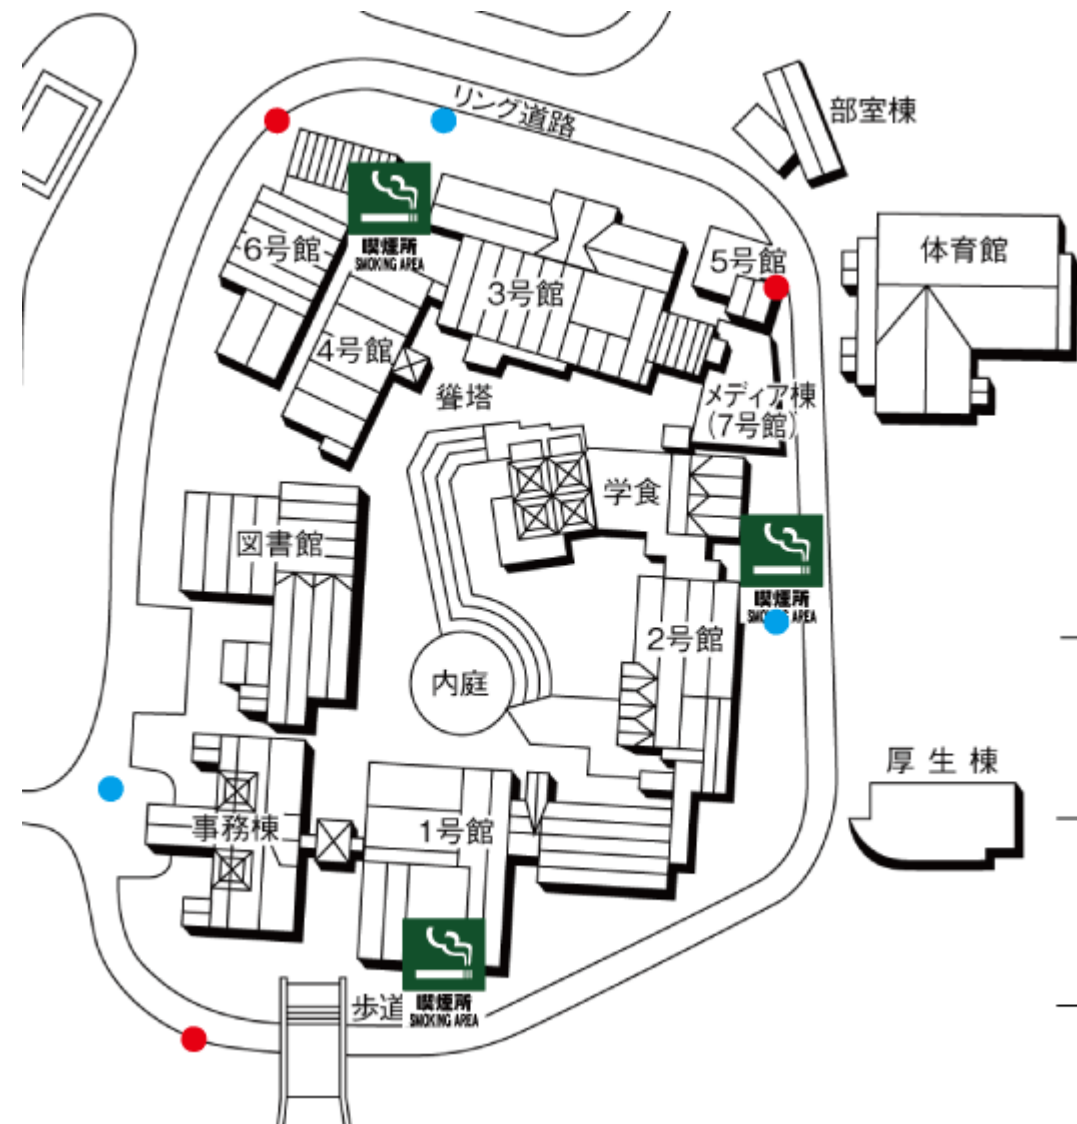 リング道路
部室棟
喫煙所
SMOKING AREA
6号館
5号館
体育館
3号館
4号館
聳塔
メディア棟
(7号館)
学食
図書館
喫煙所
SMOKING AREA
2号館
内庭
厚生棟
事務棟
1号館
歩道
喫煙所
SMOKING AREA